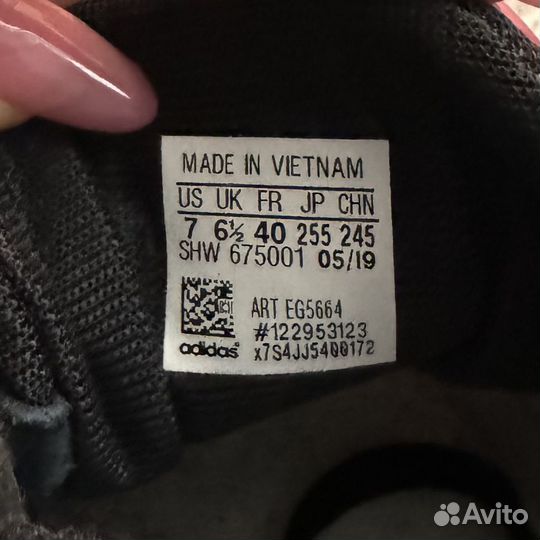 MADE IN VIETNAM
US UK FR JP CHN
7 6½ 40 255 245
SHW 675001 05/19
ART EG5664
#122953123
adidas x7S4JJ5400172
Avito